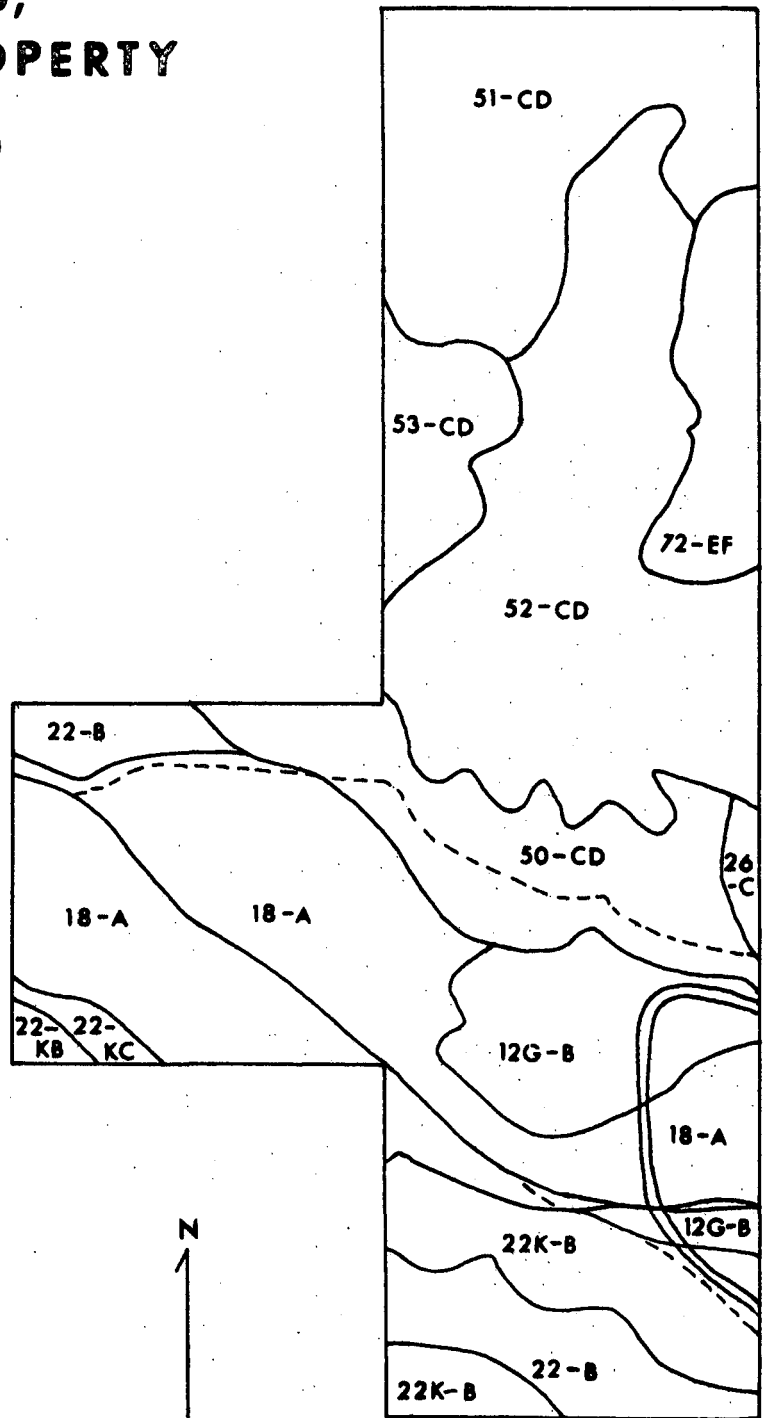 OPERTY
51-CD
53-CD
72-EF
52-CD
22-B
50-CD
26
-C
18-A
18-A
22-
KB
22-
KC
12G-B
18-A
N
12G-B
22K-B
22-B
22K-B